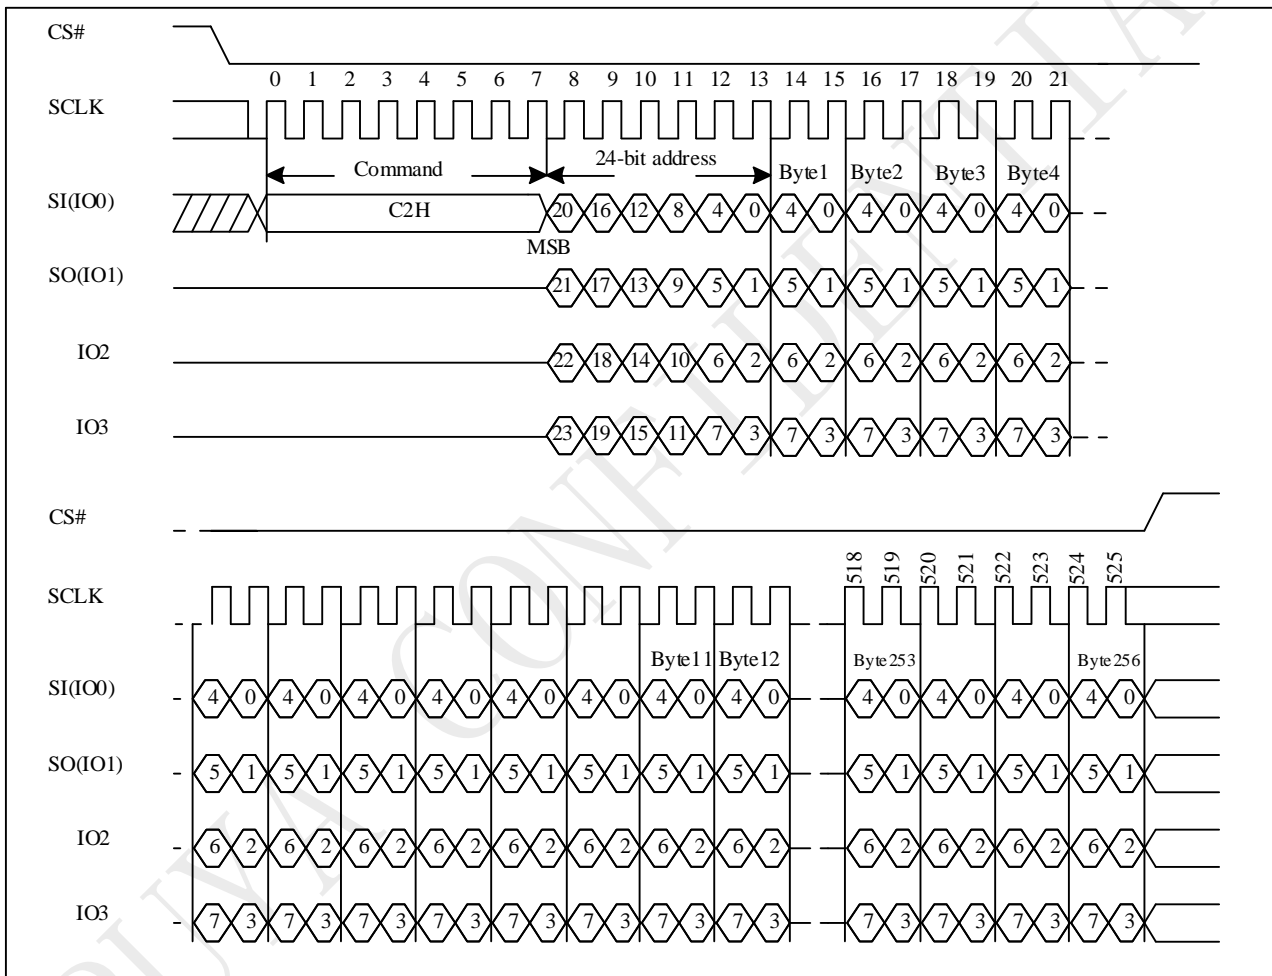 CS#
0 1 2 3 4 5 6 7 8 9 10 11 12 13 14 15 16 17 18 19 20 21
SCLK
Command 24-bit address Byte1 Byte2 Byte3 Byte4
SI(IO0) C2H 20 16 12 8 4 0 4 0 4 0 4 0 4 0
MSB
SO(IO1) 21 17 13 9 5 1 5 1 5 1 5 1 5 1
IO2 22 18 14 10 6 2 6 2 6 2 6 2 6 2
IO3 23 19 15 11 7 3 7 3 7 3 7 3 7 3
CS#
518 519 520 521 522 523 524 525
SCLK
Byte11 Byte12 Byte253 Byte256
SI(IO0) 4 0 4 0 4 0 4 0 4 0 4 0 4 0 4 0 4 0 4 0 4 0 4 0
SO(IO1) 5 1 5 1 5 1 5 1 5 1 5 1 5 1 5 1 5 1 5 1 5 1 5 1
IO2 6 2 6 2 6 2 6 2 6 2 6 2 6 2 6 2 6 2 6 2 6 2 6 2
IO3 7 3 7 3 7 3 7 3 7 3 7 3 7 3 7 3 7 3 7 3 7 3 7 3